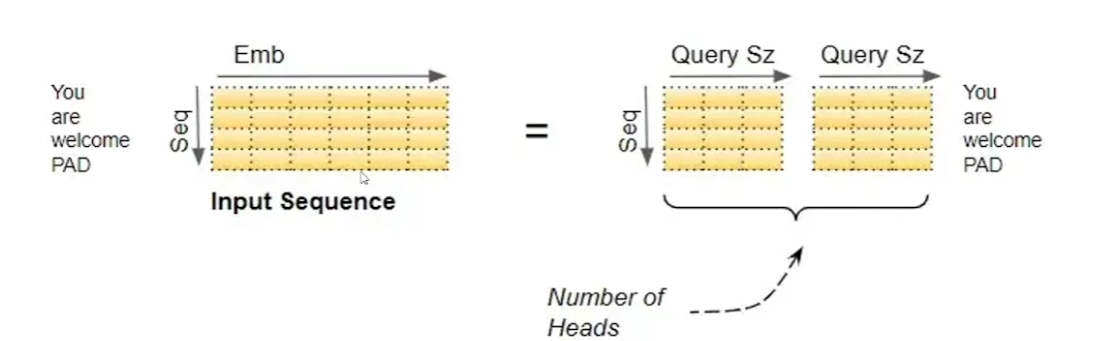 Emb
Query Sz
Query Sz
You
are
welcome
PAD
Seq
=
Seq
You
are
welcome
PAD
Input Sequence
Number of
Heads